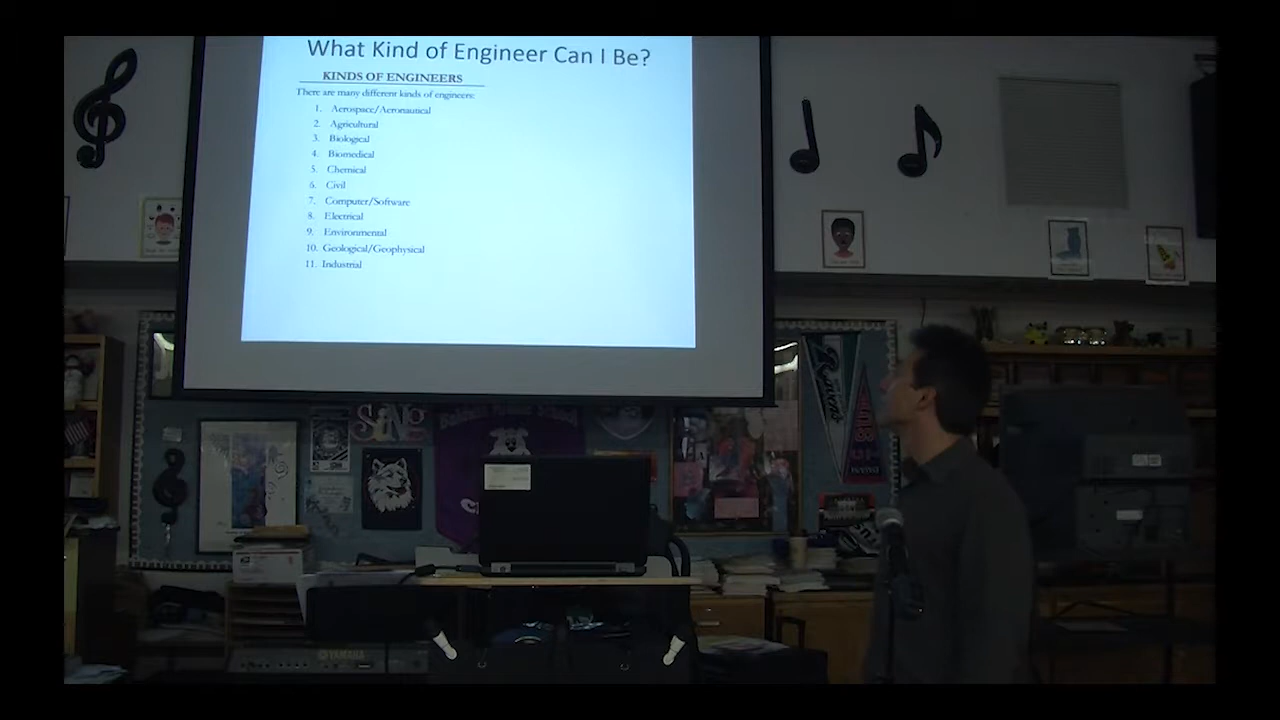 What Kind of Engineer Can I Be?
KINDS OF ENGINEERS
There are many different kinds of engineers:
1. Aerospace/Aeronautical
2. Agricultural
3. Biological
4. Biomedical
5. Chemical
6. Civil
7. Computer/Software
8. Electrical
9. Environmental
10. Geological/Geophysical
11. Industrial
SiNG
Ravens
YAMAHA